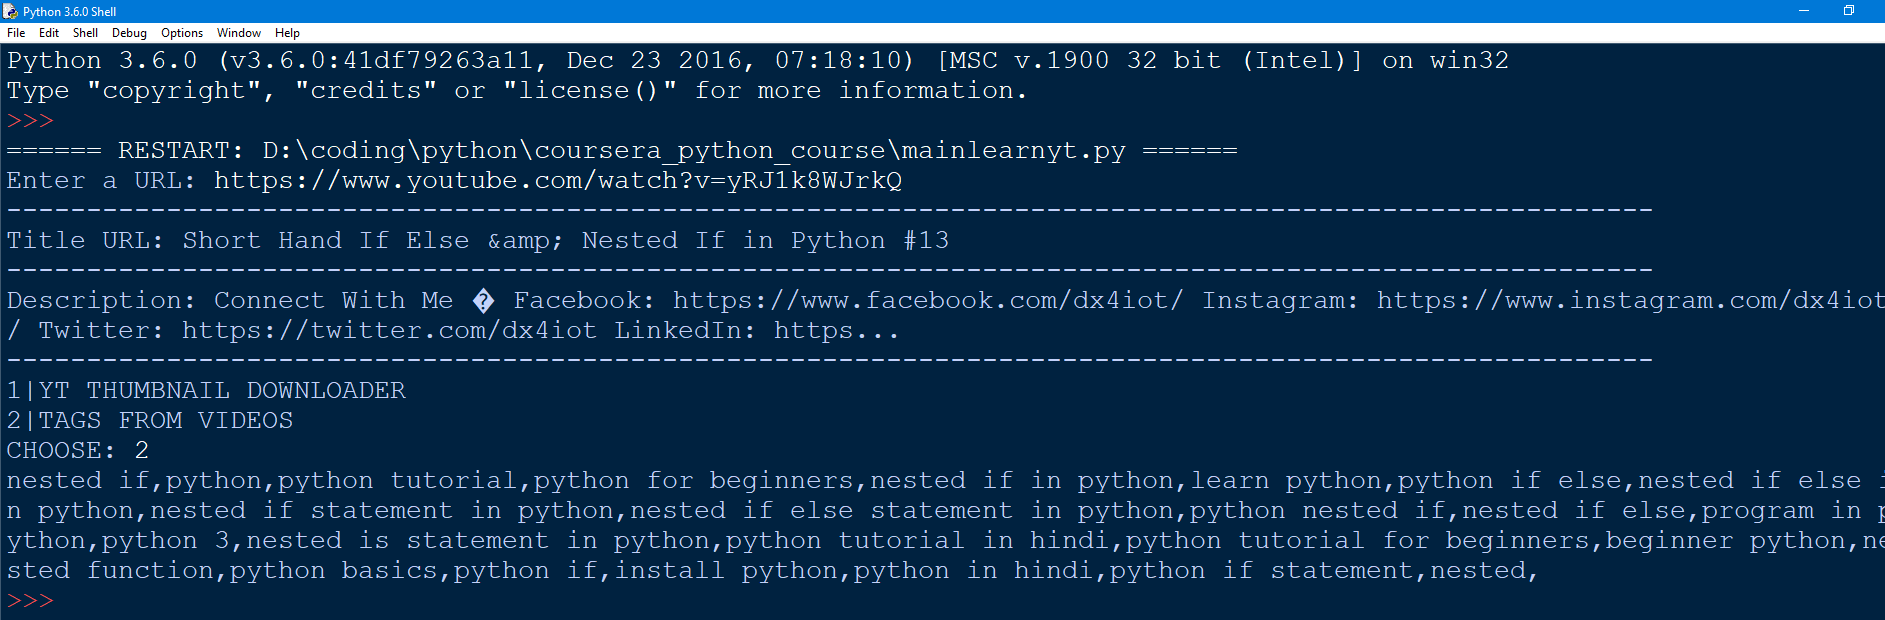 Python 3.6.0 Shell
File Edit Shell Debug Options Window Help
Python 3.6.0 (v3.6.0:41df79263a11, Dec 23 2016, 07:18:10) [MSC v.1900 32 bit (Intel)] on win32
Type "copyright", "credits" or "license()" for more information.
>>>
====== RESTART: D:\coding\python\coursera_python_course\mainlearnyt.py ======
Enter a URL: https://www.youtube.com/watch?v=yRJ1k8WJrkQ
-------------------------------------------------------------------------------------------------------
Title URL: Short Hand If Else &amp; Nested If in Python #13
-------------------------------------------------------------------------------------------------------
Description: Connect With Me � Facebook: https://www.facebook.com/dx4iot/ Instagram: https://www.instagram.com/dx4iot
/ Twitter: https://twitter.com/dx4iot LinkedIn: https...
-------------------------------------------------------------------------------------------------------
1|YT THUMBNAIL DOWNLOADER
2|TAGS FROM VIDEOS
CHOOSE: 2
nested if,python,python tutorial,python for beginners,nested if in python,learn python,python if else,nested if else i
n python,nested if statement in python,nested if else statement in python,python nested if,nested if else,program in p
ython,python 3,nested is statement in python,python tutorial in hindi,python tutorial for beginners,beginner python,ne
sted function,python basics,python if,install python,python in hindi,python if statement,nested,
>>>